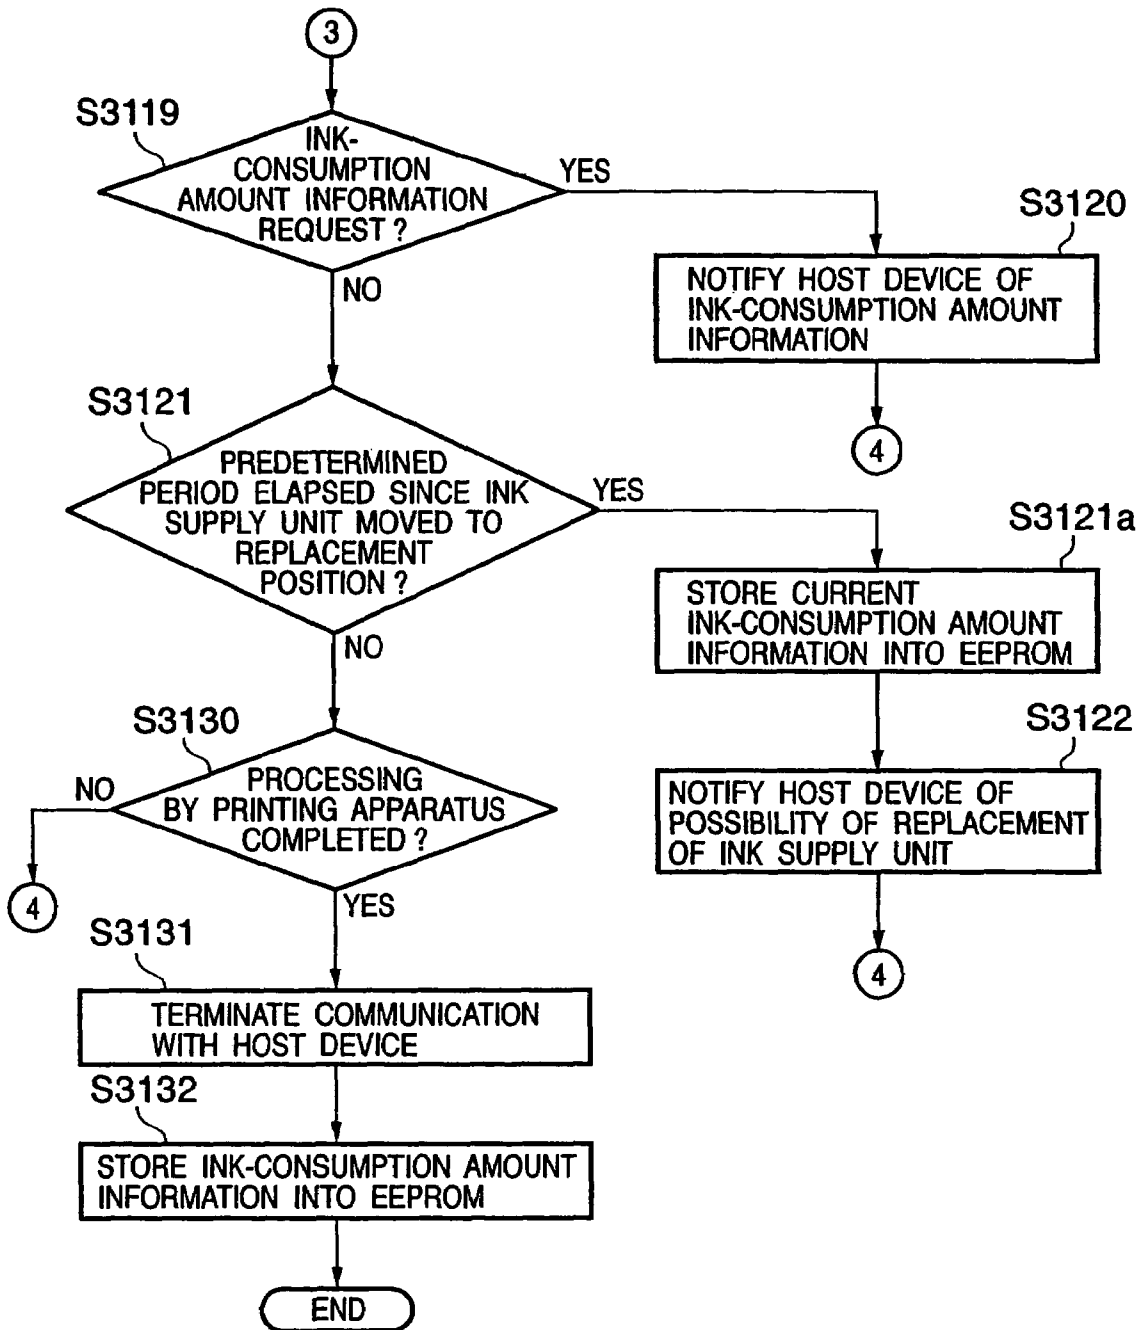 3
S3119
INK-
CONSUMPTION
AMOUNT INFORMATION
REQUEST ?
YES
NO
S3120
NOTIFY HOST DEVICE OF
INK-CONSUMPTION AMOUNT
INFORMATION
4
S3121
PREDETERMINED
PERIOD ELAPSED SINCE INK
SUPPLY UNIT MOVED TO
REPLACEMENT
POSITION ?
YES
NO
S3121a
STORE CURRENT
INK-CONSUMPTION AMOUNT
INFORMATION INTO EEPROM
S3122
NOTIFY HOST DEVICE OF
POSSIBILITY OF REPLACEMENT
OF INK SUPPLY UNIT
4
S3130
PROCESSING
BY PRINTING APPARATUS
COMPLETED ?
NO
4
YES
S3131
TERMINATE COMMUNICATION
WITH HOST DEVICE
S3132
STORE INK-CONSUMPTION AMOUNT
INFORMATION INTO EEPROM
END